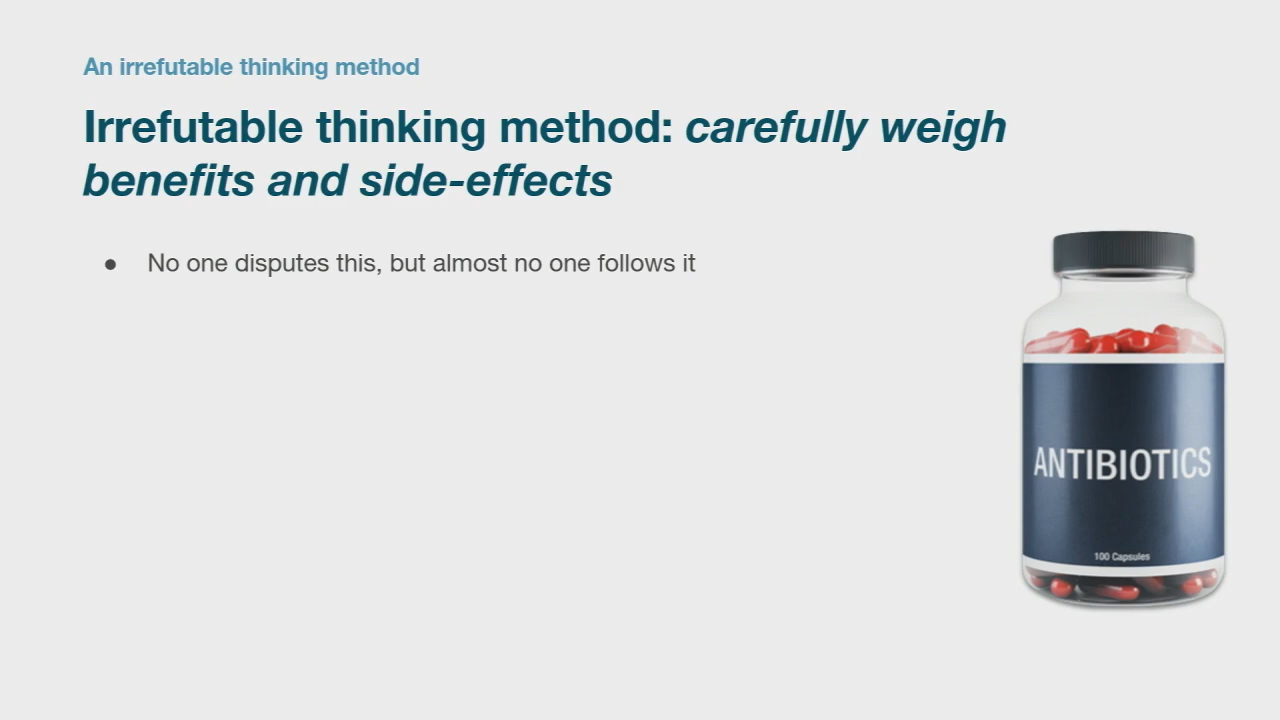 An irrefutable thinking method
Irrefutable thinking method: carefully weigh
benefits and side-effects
● No one disputes this, but almost no one follows it
ANTIBIOTICS
100 Capsules